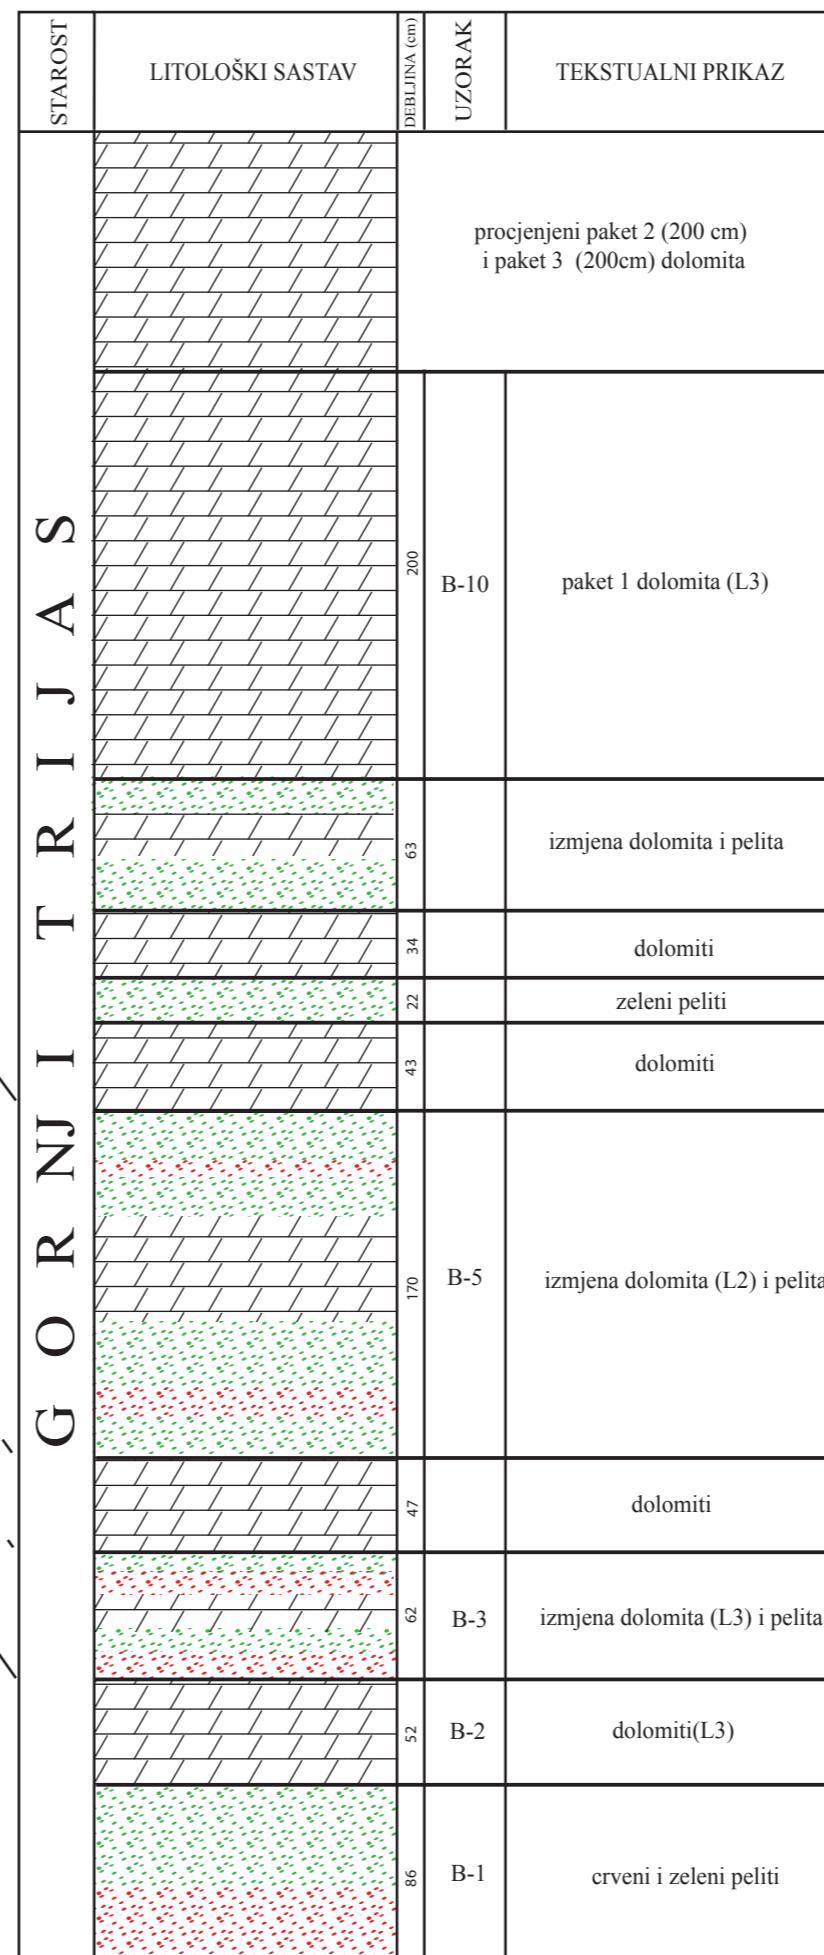 STAROST
LITOLOŠKI SASTAV
DEBLJINA (cm)
UZORAK
TEKSTUALNI PRIKAZ
GORNJI TRIJAS
procjenjeni paket 2 (200 cm)
i paket 3 (200cm) dolomita
200
B-10
paket 1 dolomita (L3)
63
izmjena dolomita i pelita
34
dolomiti
22
zeleni peliti
43
dolomiti
170
B-5
izmjena dolomita (L2) i pelita
47
dolomiti
62
B-3
izmjena dolomita (L3) i pelita
52
B-2
dolomiti(L3)
86
B-1
crveni i zeleni peliti